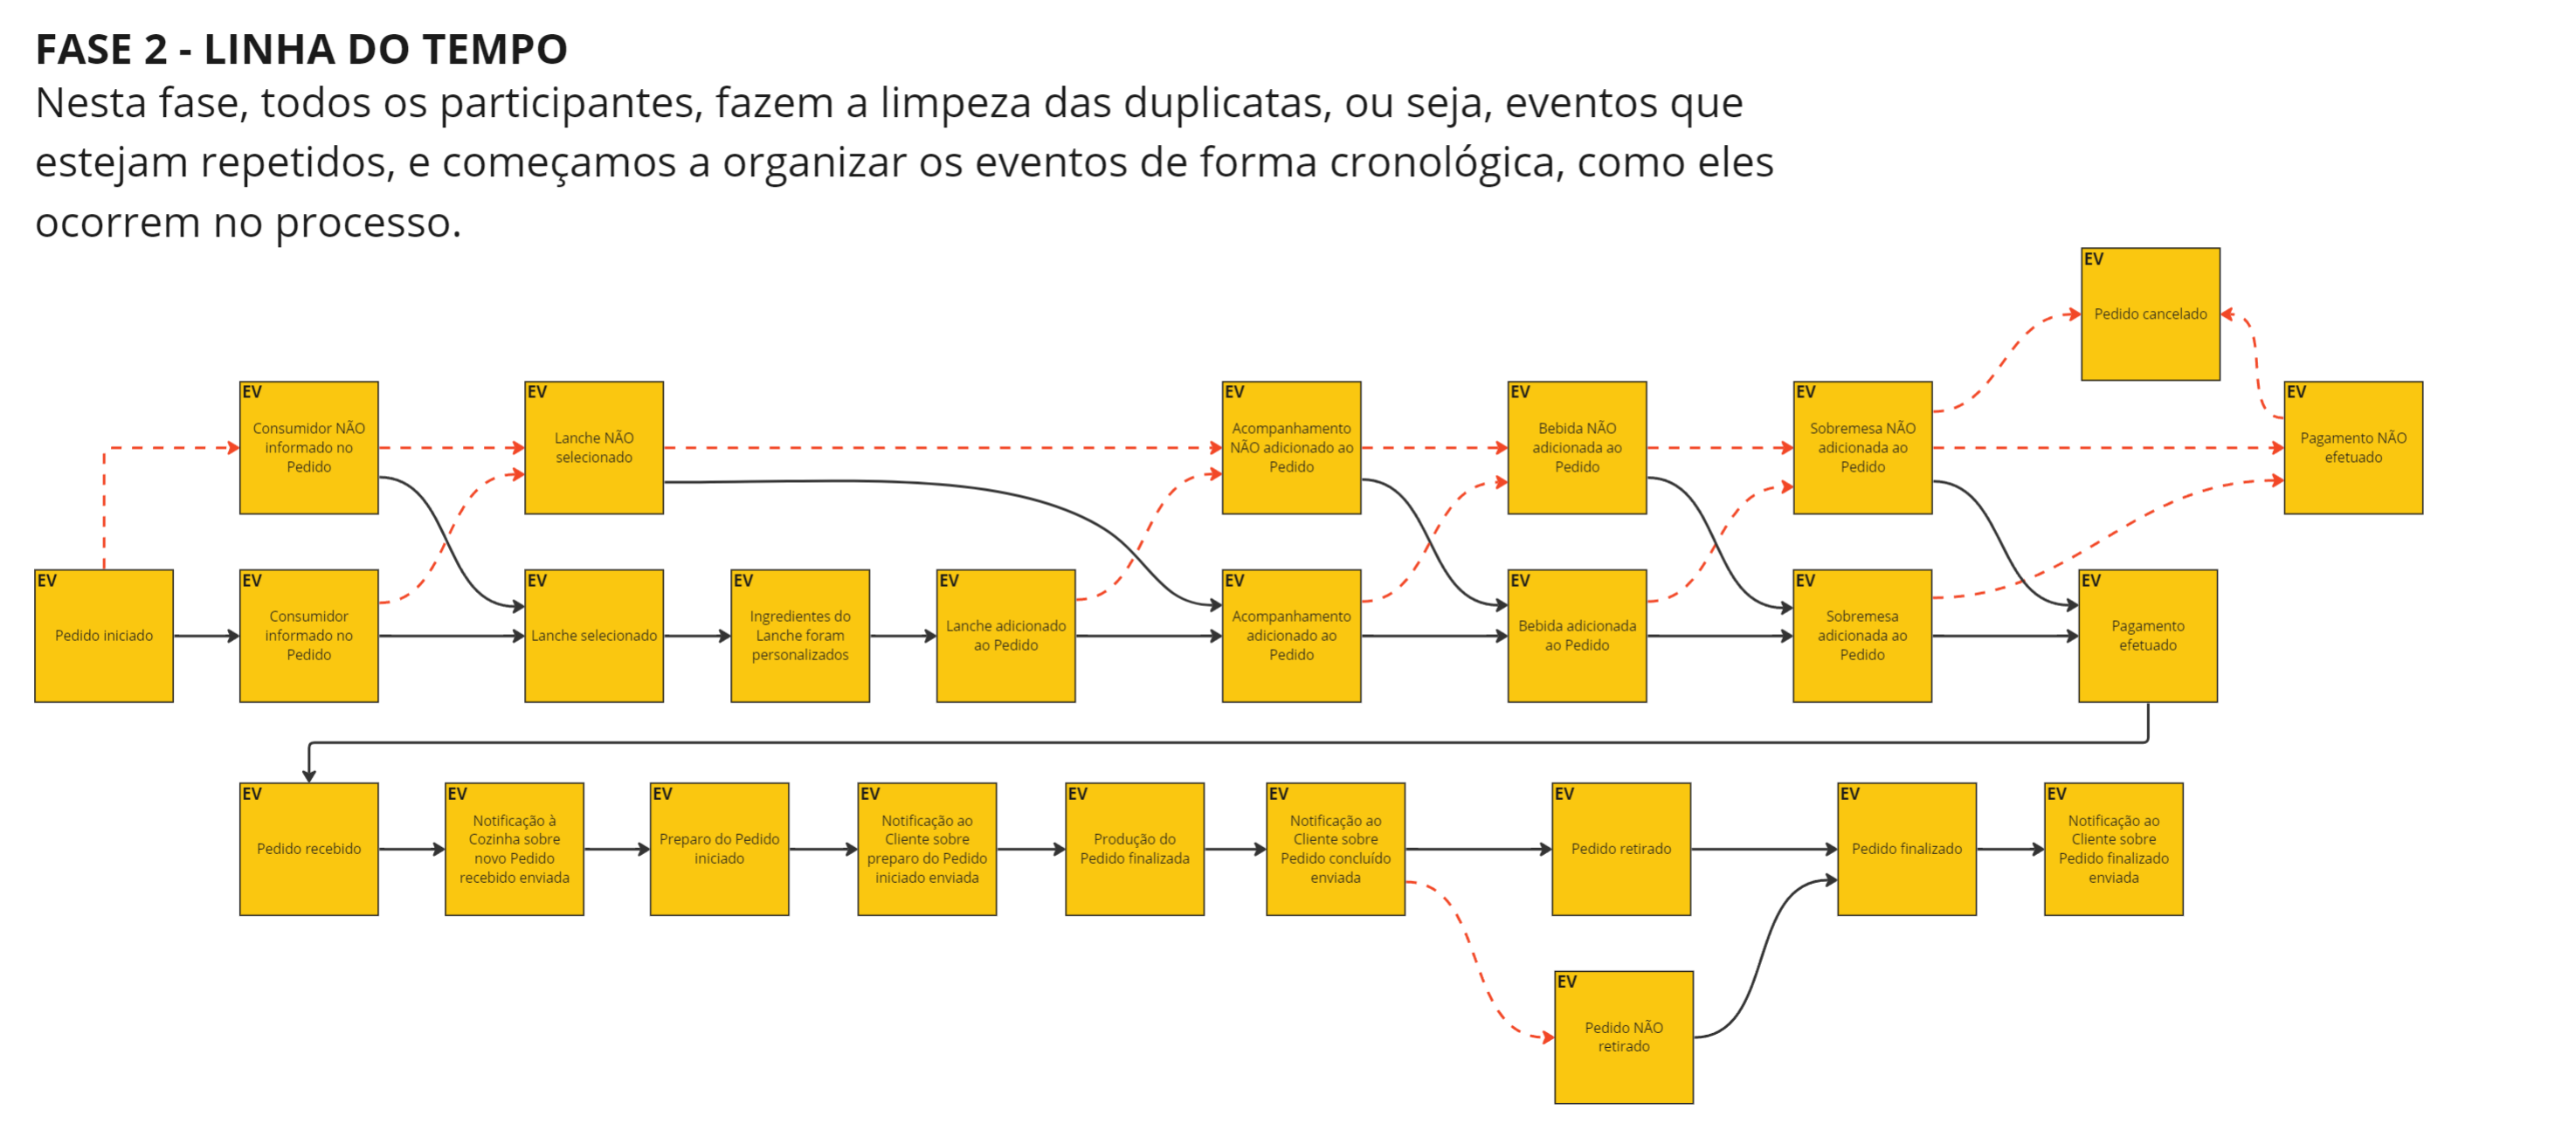 FASE 2 - LINHA DO TEMPO
Nesta fase, todos os participantes, fazem a limpeza das duplicatas, ou seja, eventos que
estejam repetidos, e começamos a organizar os eventos de forma cronológica, como eles
ocorrem no processo.
EV
Pedido cancelado
EV
Consumidor NÃO
informado no
Pedido
EV
Lanche NÃO
selecionado
EV
Acompanhamento
NÃO adicionado ao
Pedido
EV
Bebida NÃO
adicionada ao
Pedido
EV
Sobremesa NÃO
adicionada ao
Pedido
EV
Pagamento NÃO
efetuado
EV
Pedido iniciado
EV
Consumidor
informado no
Pedido
EV
Lanche selecionado
EV
Ingredientes do
Lanche foram
personalizados
EV
Lanche adicionado
ao Pedido
EV
Acompanhamento
adicionado ao
Pedido
EV
Bebida adicionada
ao Pedido
EV
Sobremesa
adicionada ao
Pedido
EV
Pagamento
efetuado
EV
Pedido recebido
EV
Notificação à
Cozinha sobre
novo Pedido
recebido enviada
EV
Preparo do Pedido
iniciado
EV
Notificação ao
Cliente sobre
preparo do Pedido
iniciado enviada
EV
Produção do
Pedido finalizada
EV
Notificação ao
Cliente sobre
Pedido concluído
enviada
EV
Pedido retirado
EV
Pedido finalizado
EV
Notificação ao
Cliente sobre
Pedido finalizado
enviada
EV
Pedido NÃO
retirado